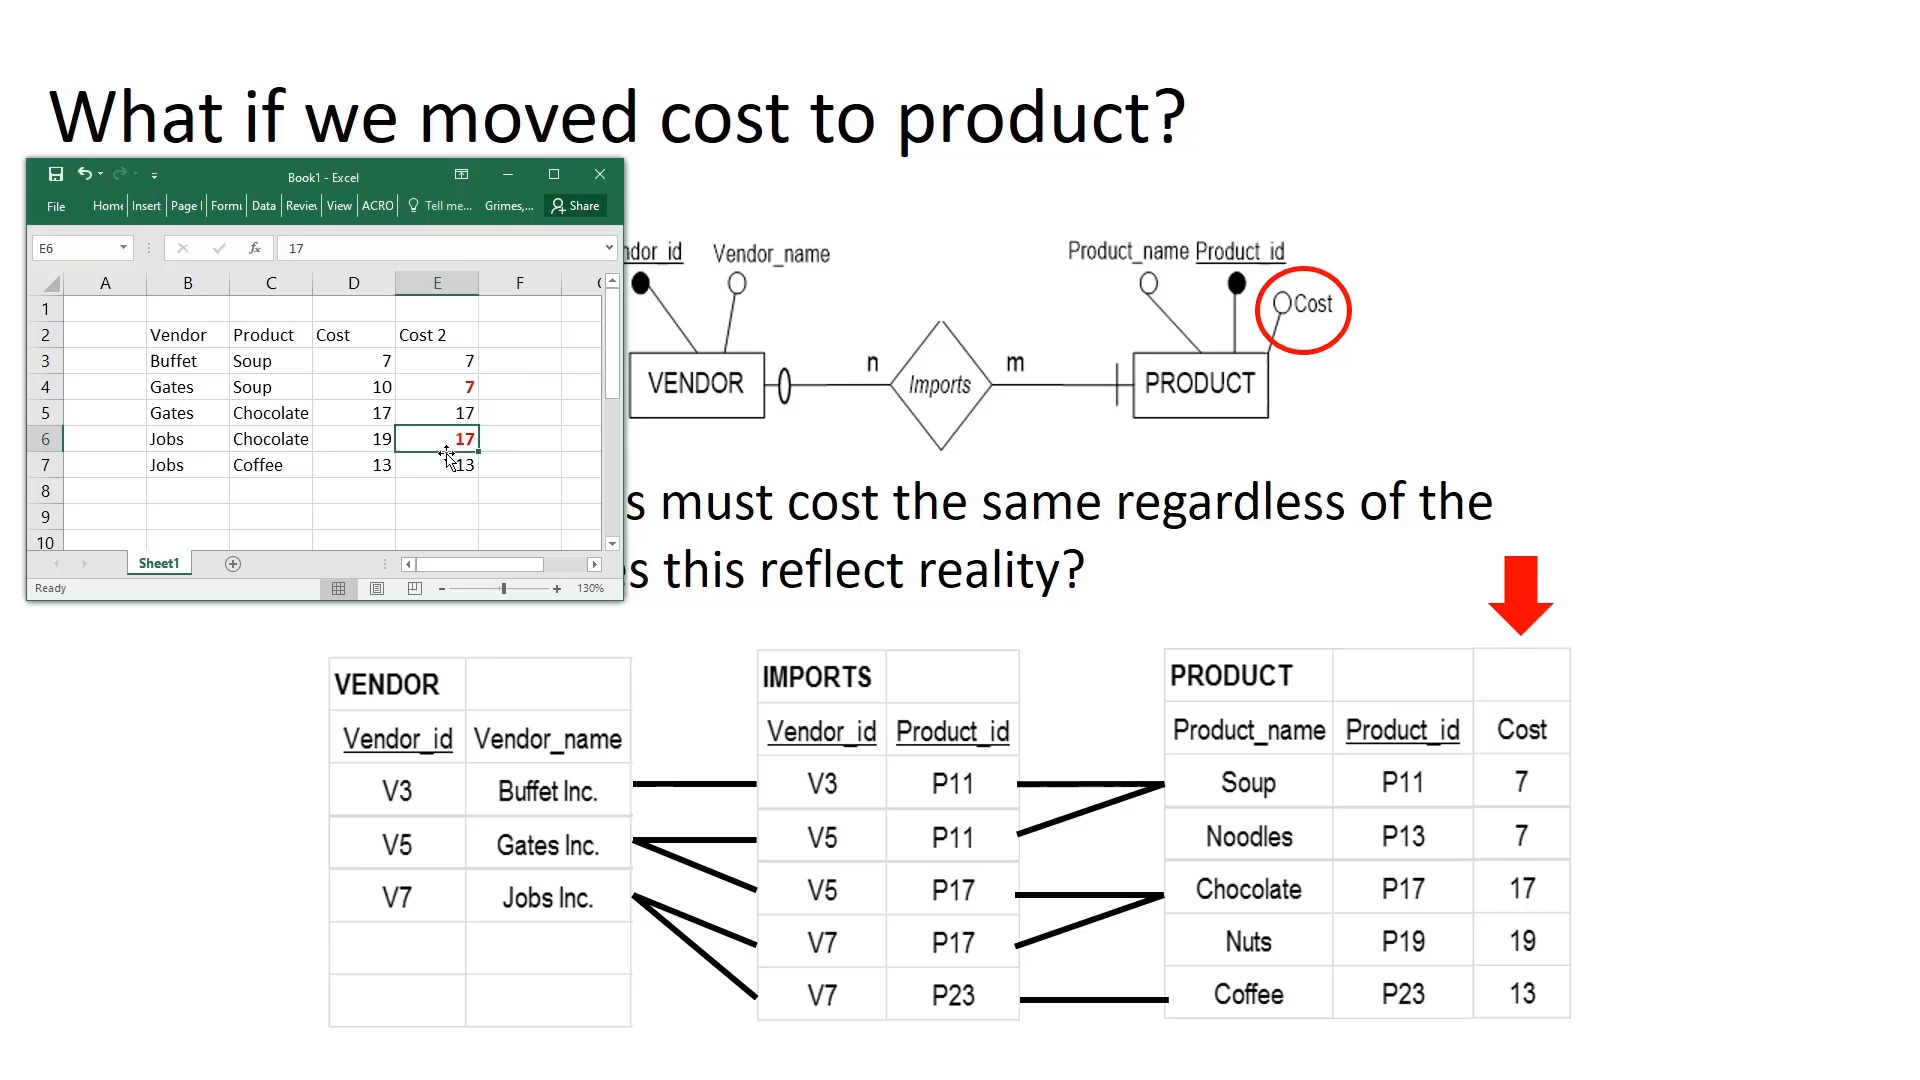 What if we moved cost to product?
Book1 - Excel
File Home Insert Page l Formu Data Review View ACRO Tell me... Grimes,... Share
E6 fx 17
A B C D E F
1
2 Vendor Product Cost Cost 2
3 Buffet Soup 7 7
4 Gates Soup 10 7
5 Gates Chocolate 17 17
6 Jobs Chocolate 19 17
7 Jobs Coffee 13 13
8
9
10
Sheet1
Ready 130%
ndor_id Vendor_name Product_name Product_id
Cost
VENDOR n Imports m PRODUCT
s must cost the same regardless of the
es this reflect reality?
VENDOR
Vendor_id Vendor_name
V3 Buffet Inc.
V5 Gates Inc.
V7 Jobs Inc.
IMPORTS
Vendor_id Product_id
V3 P11
V5 P11
V5 P17
V7 P17
V7 P23
PRODUCT
Product_name Product_id Cost
Soup P11 7
Noodles P13 7
Chocolate P17 17
Nuts P19 19
Coffee P23 13